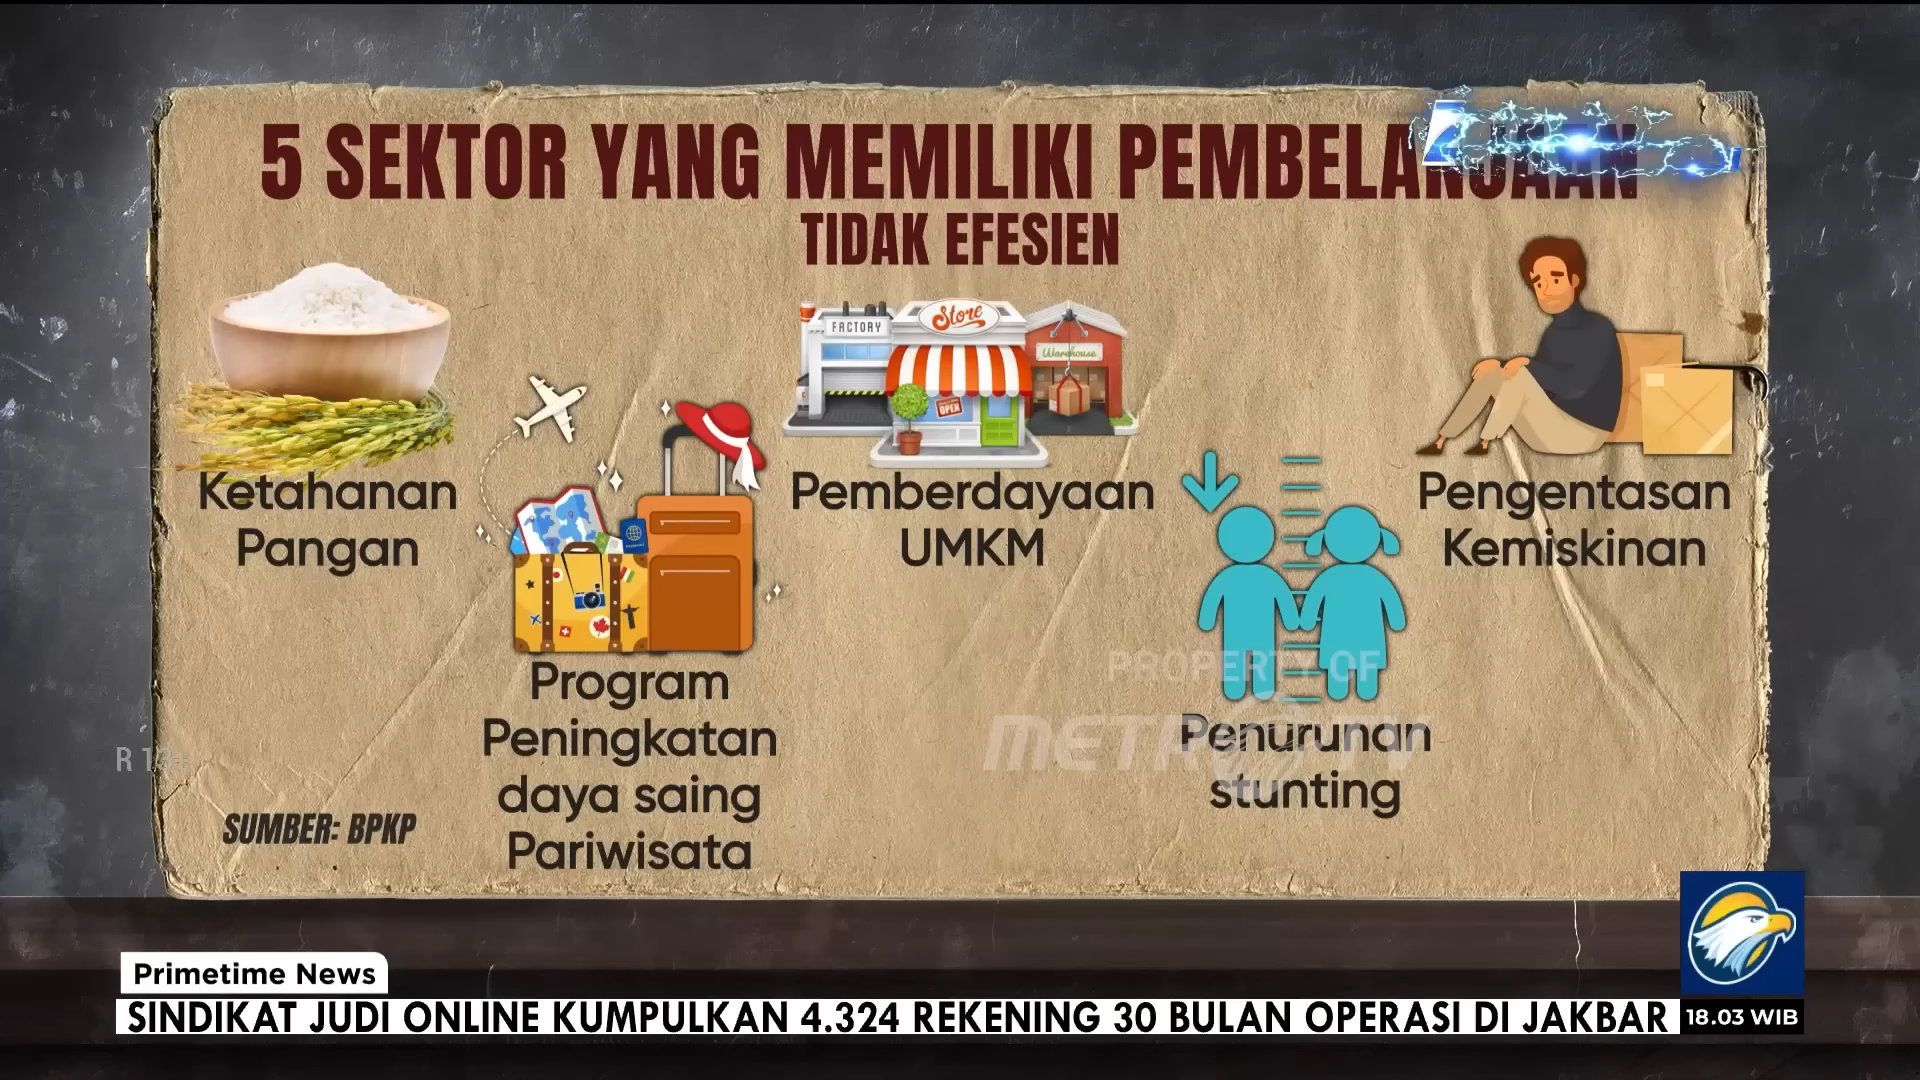 5 SEKTOR YANG MEMILIKI PEMBELANJAAN
TIDAK EFESIEN
FACTORY
Store
Warehouse
OPEN
Ketahanan
Pangan
Program
Peningkatan
daya saing
Pariwisata
Pemberdayaan
UMKM
Penurunan
stunting
Pengentasan
Kemiskinan
PROPERTY OF
METRO TV
SUMBER: BPKP
Primetime News
SINDIKAT JUDI ONLINE KUMPULKAN 4.324 REKENING 30 BULAN OPERASI DI JAKBAR
18.03 WIB